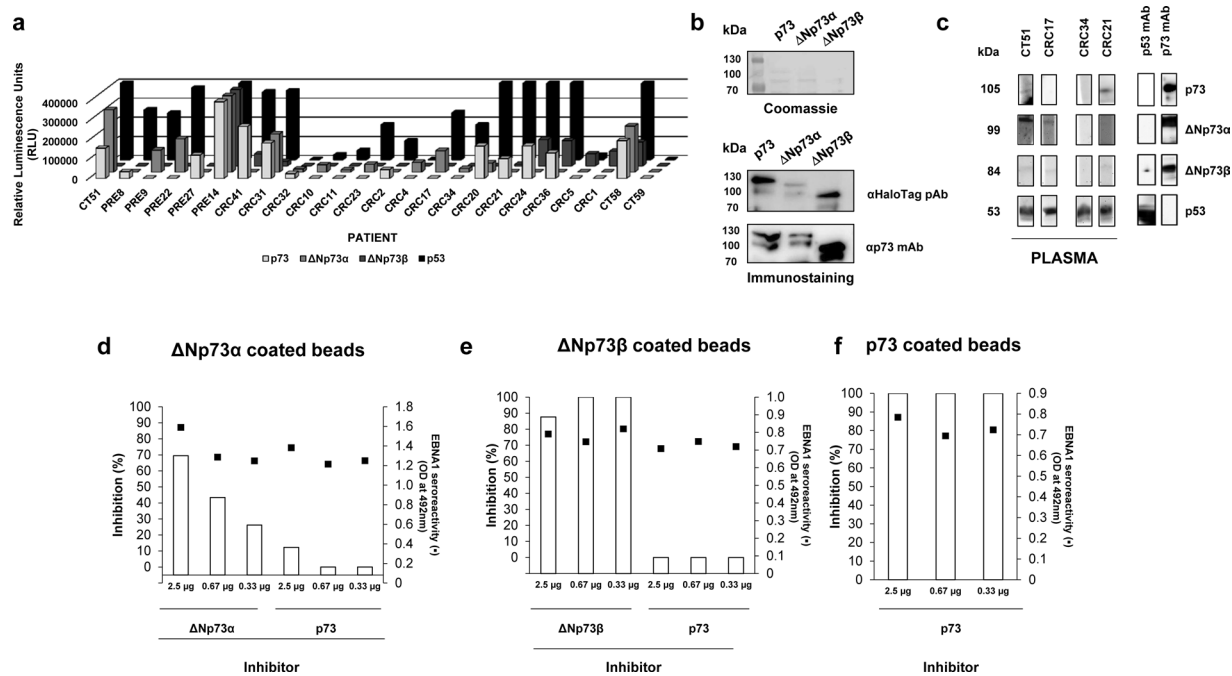 a
Relative Luminescence Units
(RLU)
400000
300000
200000
100000
0
CT51
PRE8
PRE9
PRE22
PRE27
PRE14
CRC41
CRC31
CRC32
CRC10
CRC11
CRC23
CRC2
CRC4
CRC17
CRC34
CRC20
CRC21
CRC24
CRC36
CRC5
CRC1
CT58
CT59
PATIENT
p73 ΔNp73α ΔNp73β p53
b
kDa
p73
ΔNp73α
ΔNp73β
130
100
70
Coomassie
p73
ΔNp73α
ΔNp73β
130
100
70
αHaloTag pAb
130
100
70
αp73 mAb
Immunostaining
c
kDa
CT51
CRC17
CRC34
CRC21
p53 mAb
p73 mAb
105 p73
99 ΔNp73α
84 ΔNp73β
53 p53
PLASMA
d
ΔNp73α coated beads
Inhibition (%)
100
90
80
70
60
50
40
30
20
10
0
1.8
1.6
1.4
1.2
1.0
0.8
0.6
0.4
0.2
0
EBNA1 seroreactivity (▪)
(OD at 492nm)
2.5 µg 0.67 µg 0.33 µg 2.5 µg 0.67 µg 0.33 µg
ΔNp73α p73
Inhibitor
e
ΔNp73β coated beads
Inhibition (%)
100
90
80
70
60
50
40
30
20
10
0
1.0
0.9
0.8
0.7
0.6
0.5
0.4
0.3
0.2
0.1
0
EBNA1 seroreactivity (▪)
(OD at 492nm)
2.5 µg 0.67 µg 0.33 µg 2.5 µg 0.67 µg 0.33 µg
ΔNp73β p73
Inhibitor
f
p73 coated beads
Inhibition (%)
100
90
80
70
60
50
40
30
20
10
0
0.9
0.8
0.7
0.6
0.5
0.4
0.3
0.2
0.1
0
EBNA1 seroreactivity (▪)
(OD at 492nm)
2.5 µg 0.67 µg 0.33 µg
p73
Inhibitor